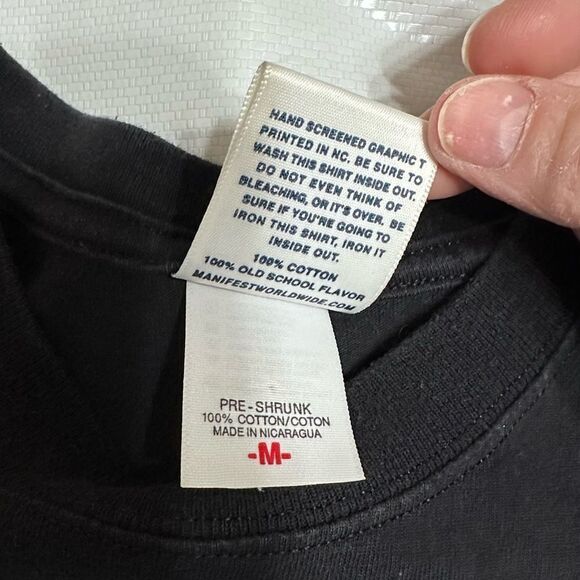 HAND SCREENED GRAPHIC T
PRINTED IN NC. BE SURE TO
WASH THIS SHIRT INSIDE OUT.
DO NOT EVEN THINK OF
BLEACHING, OR IT'S OVER. BE
SURE IF YOU'RE GOING TO
IRON THIS SHIRT, IRON IT
INSIDE OUT.
100% COTTON
100% OLD SCHOOL FLAVOR
MANIFESTWORLDWIDE.COM
PRE-SHRUNK
100% COTTON/COTON
MADE IN NICARAGUA
-M-